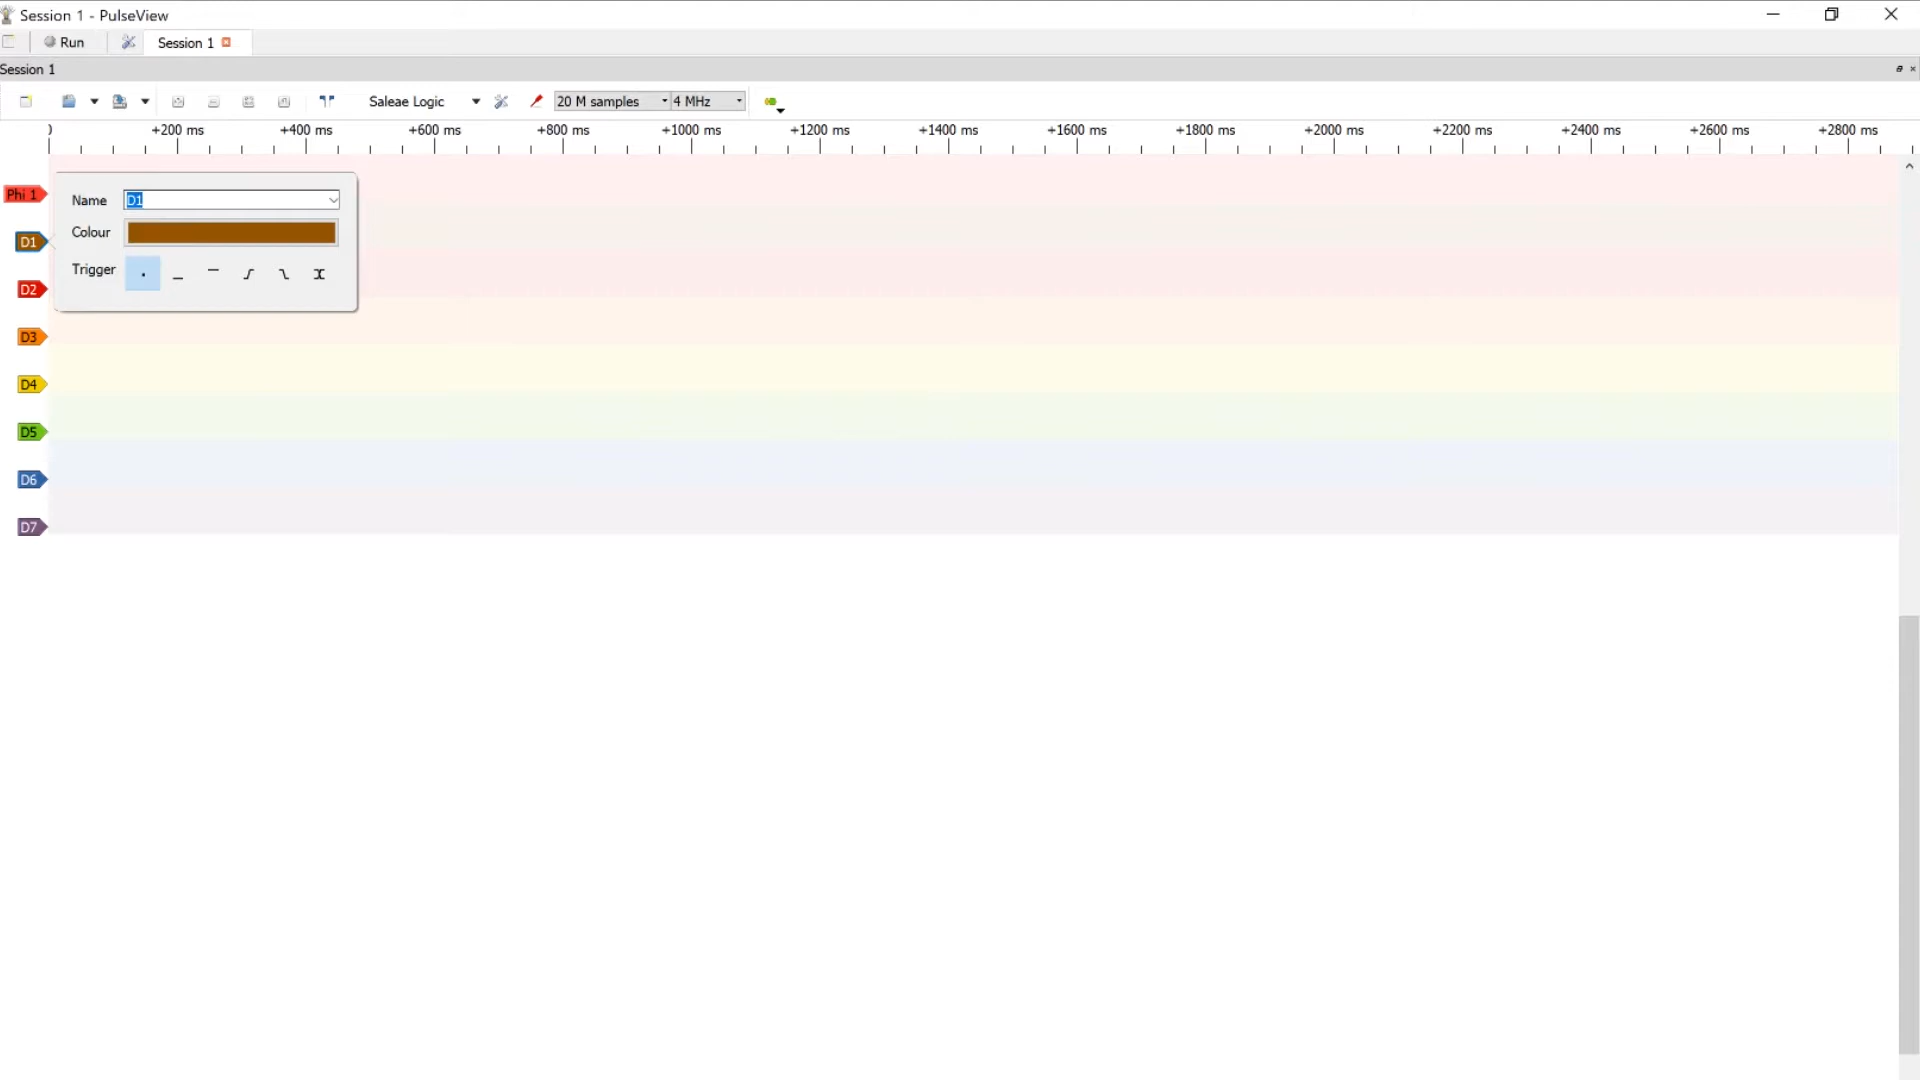 Session 1 - PulseView
Run
Session 1
Session 1
Saleae Logic
20 M samples
4 MHz
+200 ms
+400 ms
+600 ms
+800 ms
+1000 ms
+1200 ms
+1400 ms
+1600 ms
+1800 ms
+2000 ms
+2200 ms
+2400 ms
+2600 ms
+2800 ms
Phi 1
Name
D1
Colour
D1
Trigger
D2
D3
D4
D5
D6
D7